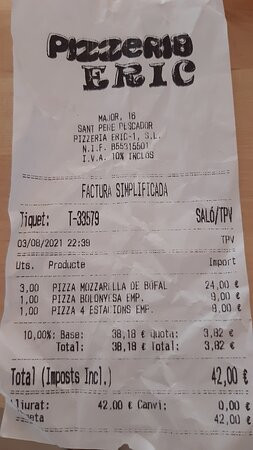 PIZZERIA
ERIC
MAJOR, 16
SANT PERE PESCADOR
PIZZERIA ERIC-1, S.L.
N.I.F. B55315501
I.V.A. 10% INCLOS
FACTURA SIMPLIFICADA
Tiquet: T-33579 SALÓ/TPV
03/08/2021 22:39 TPV
Uts. Producte Import
3,00 PIZZA MOZZARELLA DE BÚFAL 24,00 €
1,00 PIZZA BOLONYESA EMP. 9,00 €
1,00 PIZZA 4 ESTACIONS EMP. 9,00 €
10,00%: Base: 38,18 € Quota: 3,82 €
Total: 38,18 € Total: 3,82 €
Total (Imposts Incl.) 42,00 €
lliurat: 42,00 € Canvi: 0,00 €
eta 42,00 €